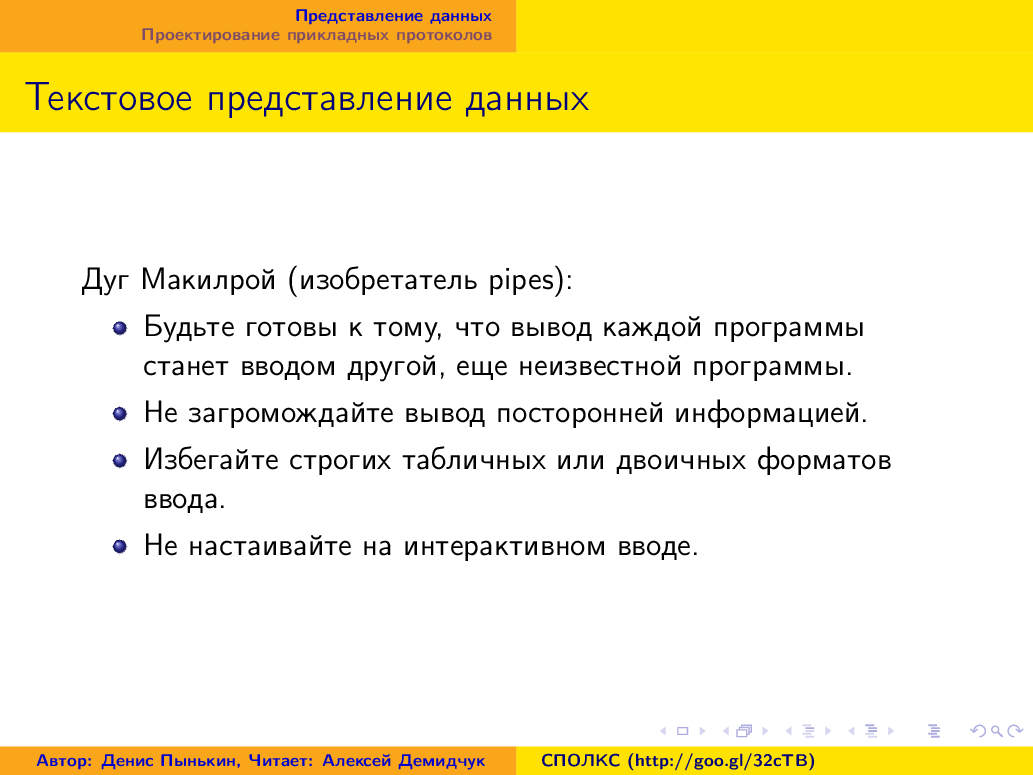 Представление данных
Проектирование прикладных протоколов
Текстовое представление данных
Дуг Макилрой (изобретатель pipes):
Будьте готовы к тому, что вывод каждой программы
станет вводом другой, еще неизвестной программы.
Не загромождайте вывод посторонней информацией.
Избегайте строгих табличных или двоичных форматов
ввода.
Не настаивайте на интерактивном вводе.
Автор: Денис Пынькин, Читает: Алексей Демидчук
СПОЛКС (http://goo.gl/32cTB)